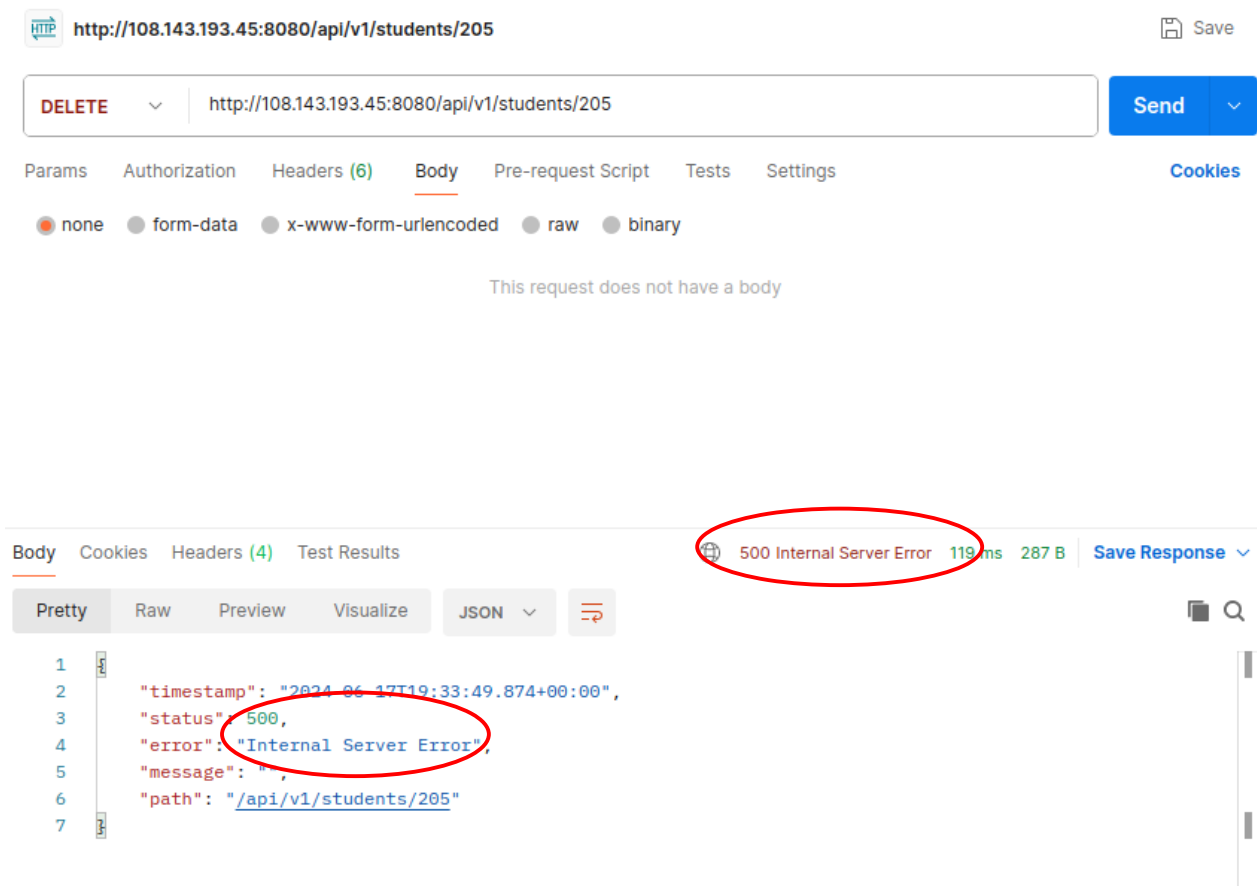 HTTP http://108.143.193.45:8080/api/v1/students/205 Save
DELETE http://108.143.193.45:8080/api/v1/students/205 Send
Params Authorization Headers (6) Body Pre-request Script Tests Settings Cookies
none form-data x-www-form-urlencoded raw binary
This request does not have a body
Body Cookies Headers (4) Test Results 500 Internal Server Error 119 ms 287 B Save Response
Pretty Raw Preview Visualize JSON
1 {
2 "timestamp": "2024-06-17T19:33:49.874+00:00",
3 "status": 500,
4 "error": "Internal Server Error",
5 "message": "",
6 "path": "/api/v1/students/205"
7 }